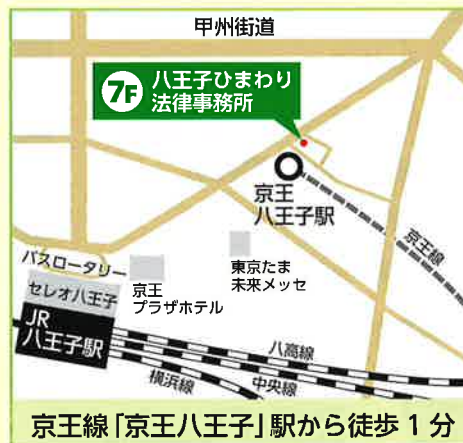 甲州街道
7F 八王子ひまわり
法律事務所
京王
八王子駅
京王線
バスロータリー
セレオ八王子
京王
プラザホテル
東京たま
未来メッセ
JR
八王子駅
八高線
中央線
横浜線
京王線「京王八王子」駅から徒歩1分